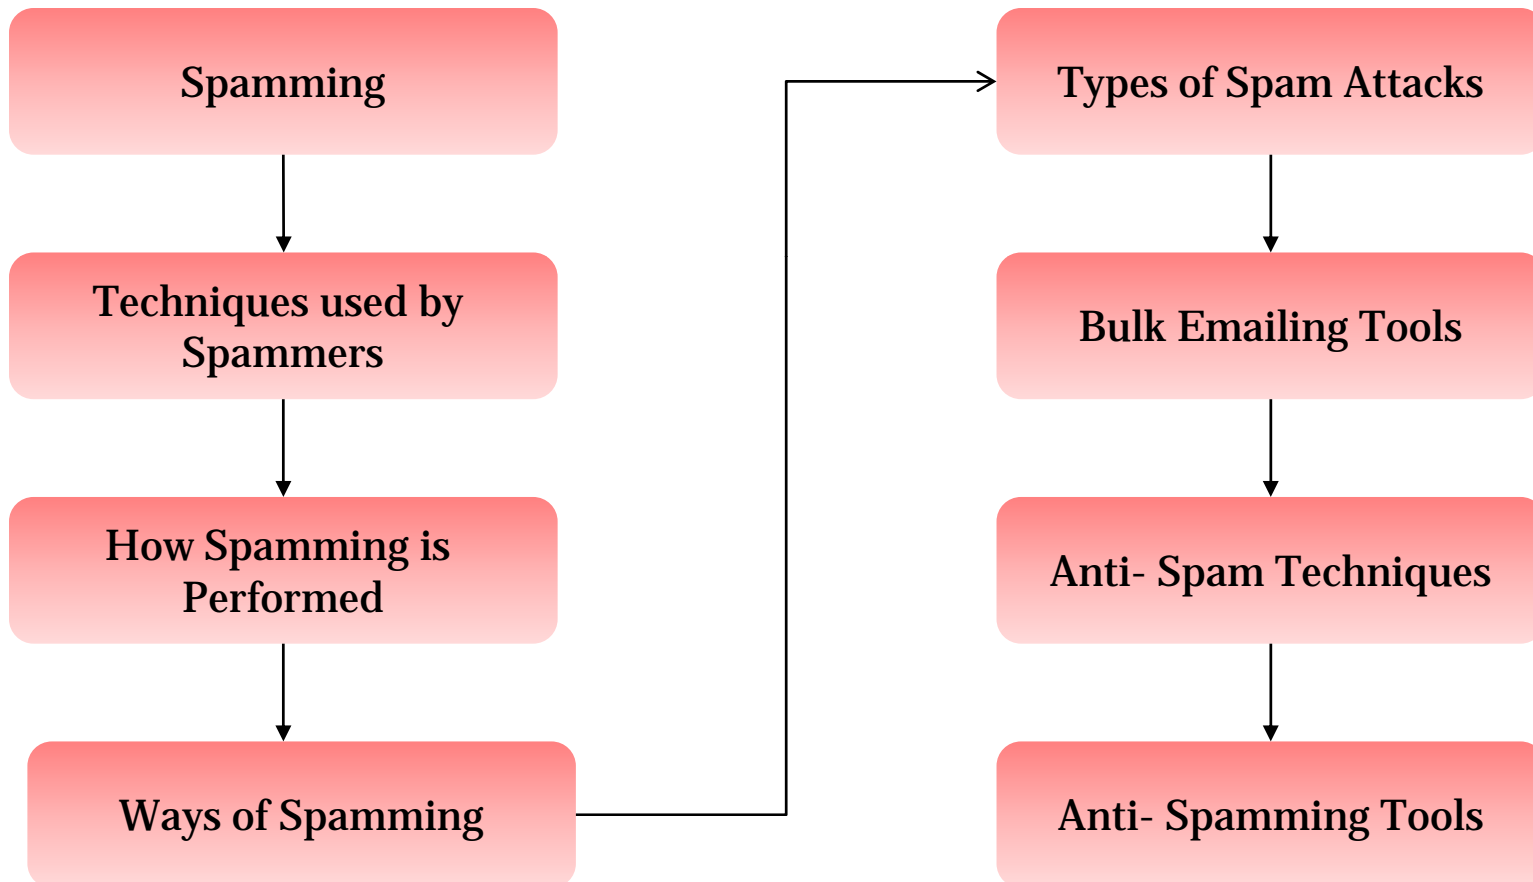 Spamming
Techniques used by
Spammers
How Spamming is
Performed
Ways of Spamming
Types of Spam Attacks
Bulk Emailing Tools
Anti- Spam Techniques
Anti- Spamming Tools